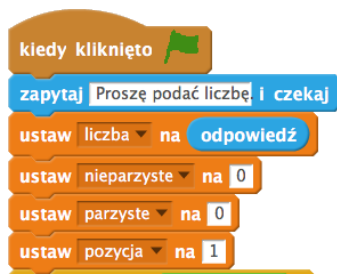 kiedy kliknięto
zapytaj Proszę podać liczbę. i czekaj
ustaw liczba na odpowiedź
ustaw nieparzyste na 0
ustaw parzyste na 0
ustaw pozycja na 1